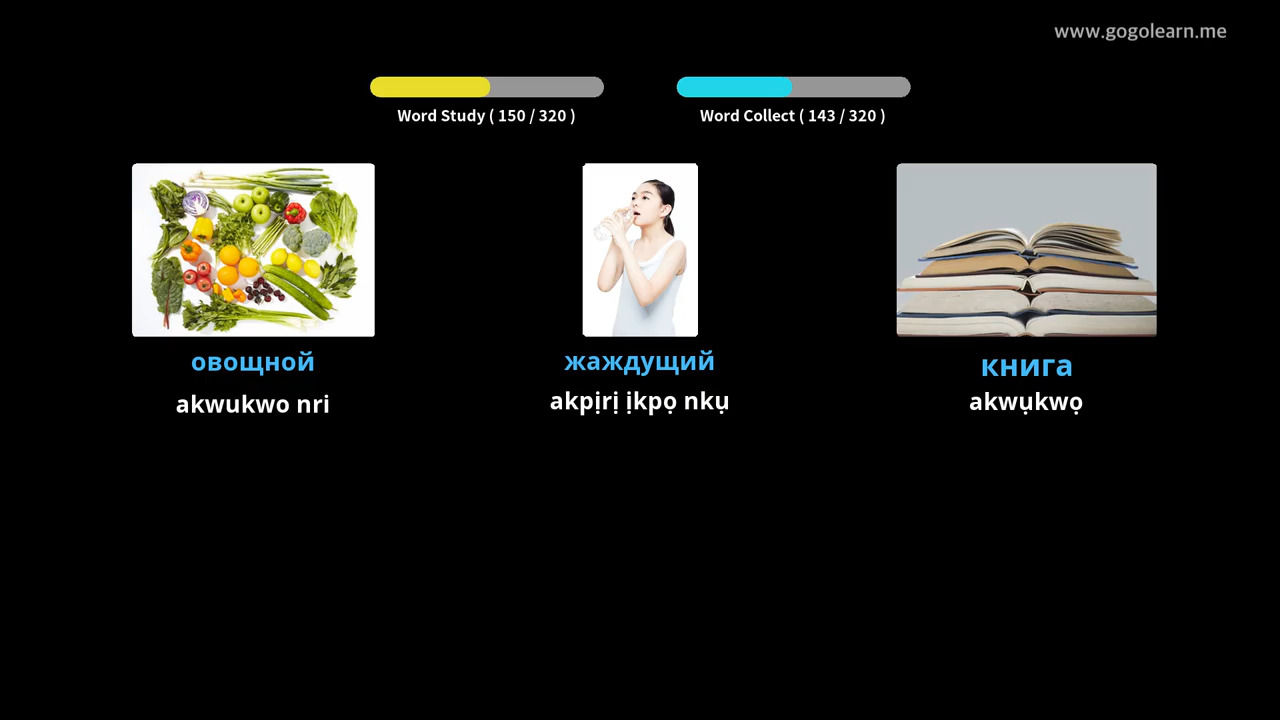 www.gogolearn.me
Word Study ( 150 / 320 )
Word Collect ( 143 / 320 )
овощной
akwukwo nri
жаждущий
akpịrị ịkpọ nkụ
книга
akwụkwọ